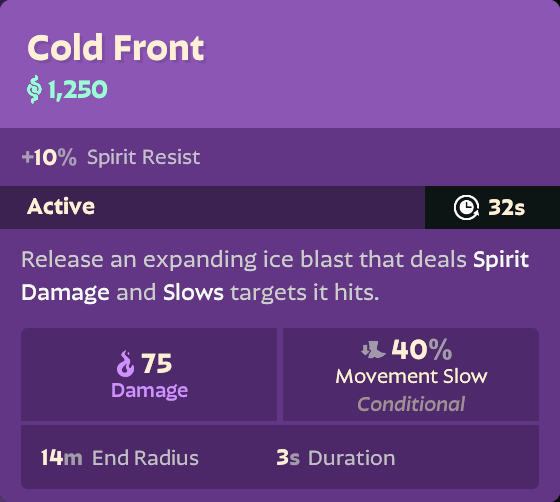 Cold Front
1,250
+10% Spirit Resist
Active 32s
Release an expanding ice blast that deals Spirit
Damage and Slows targets it hits.
75
Damage
40%
Movement Slow
Conditional
14m End Radius 3s Duration